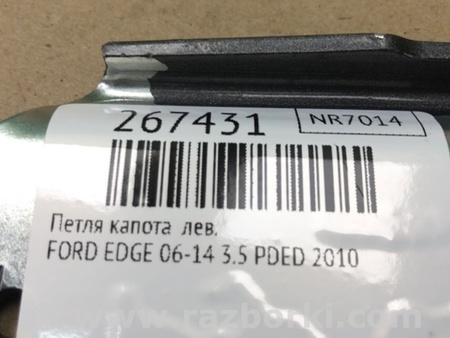 267431 NR7014
Петля капота лев.
FORD EDGE 06-14 3.5 PDED 2010
www.razborki.com